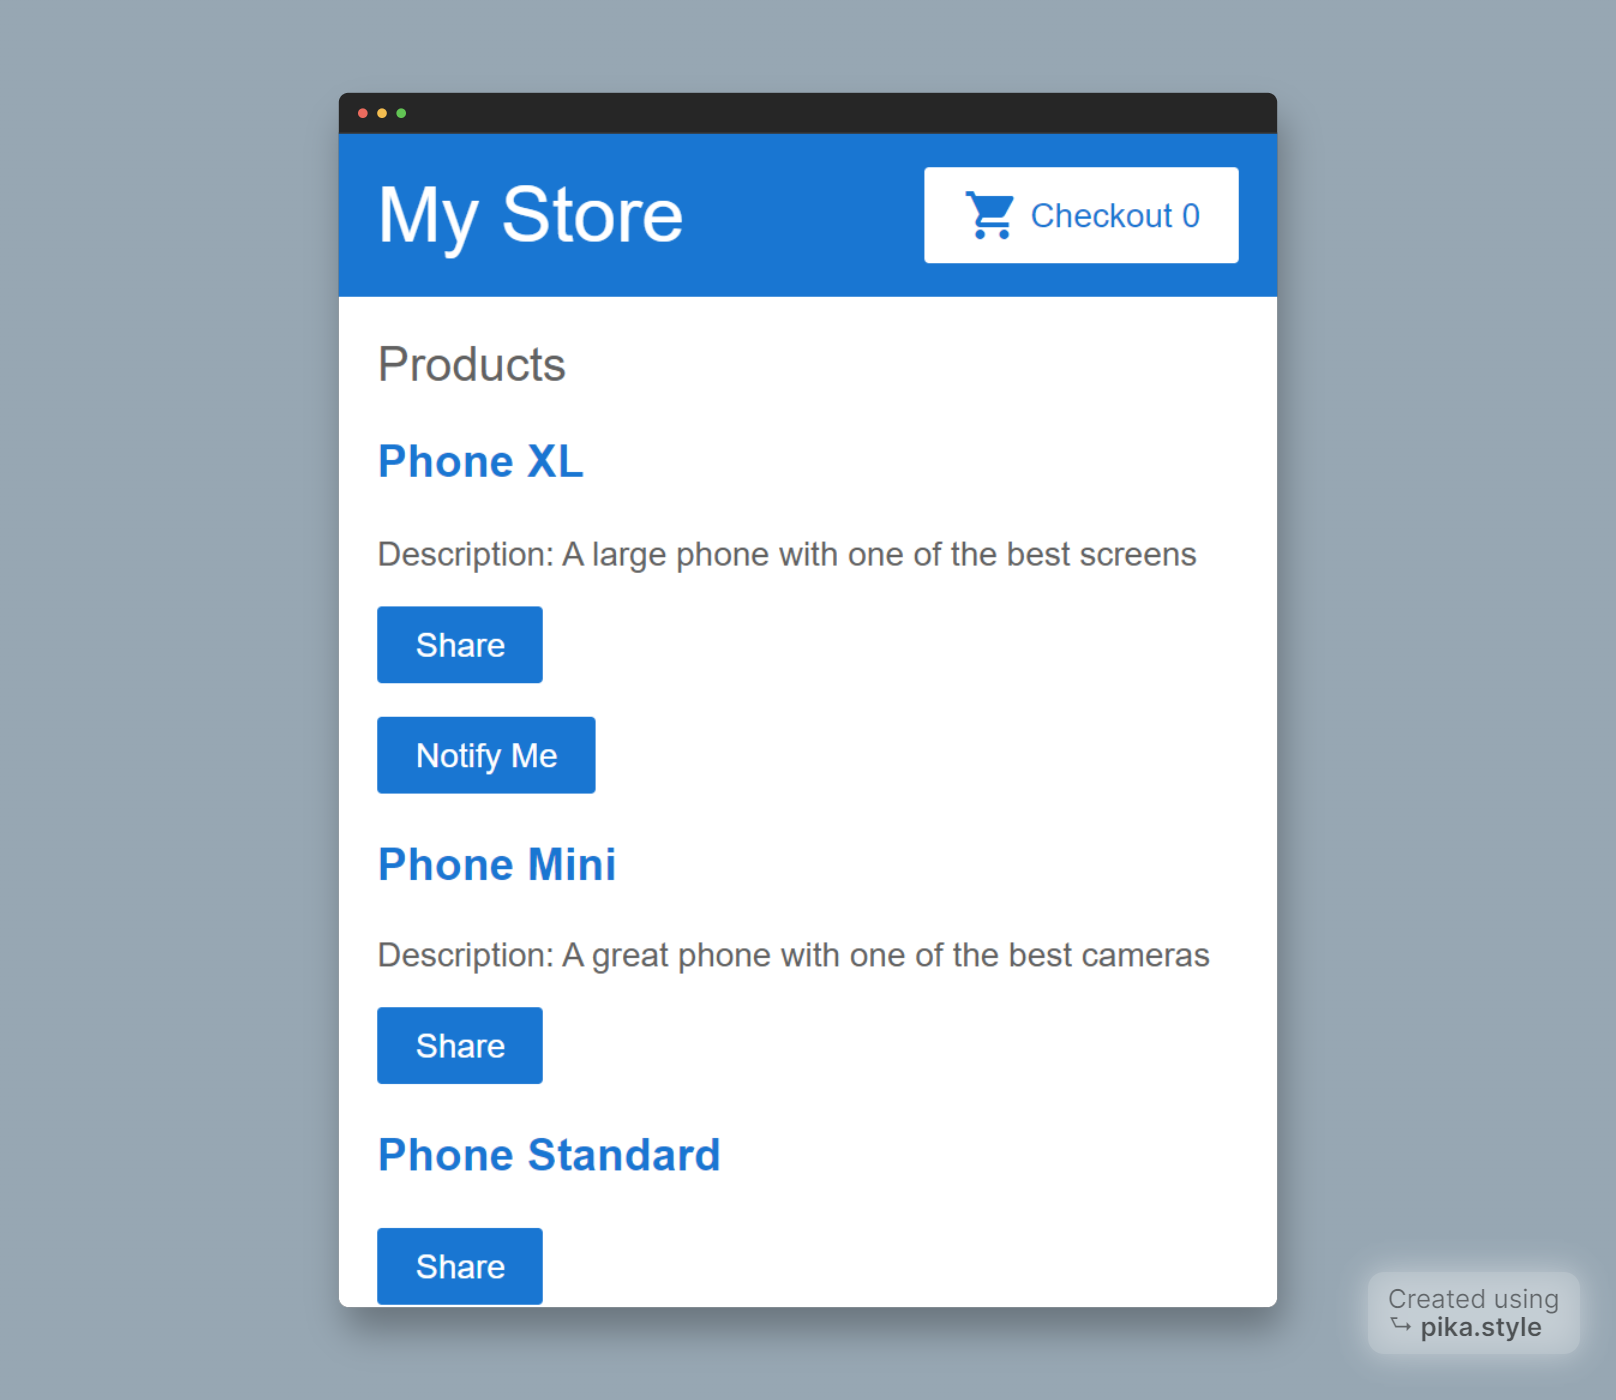 My Store
Checkout 0
Products
Phone XL
Description: A large phone with one of the best screens
Share
Notify Me
Phone Mini
Description: A great phone with one of the best cameras
Share
Phone Standard
Share
Created using
pika.style